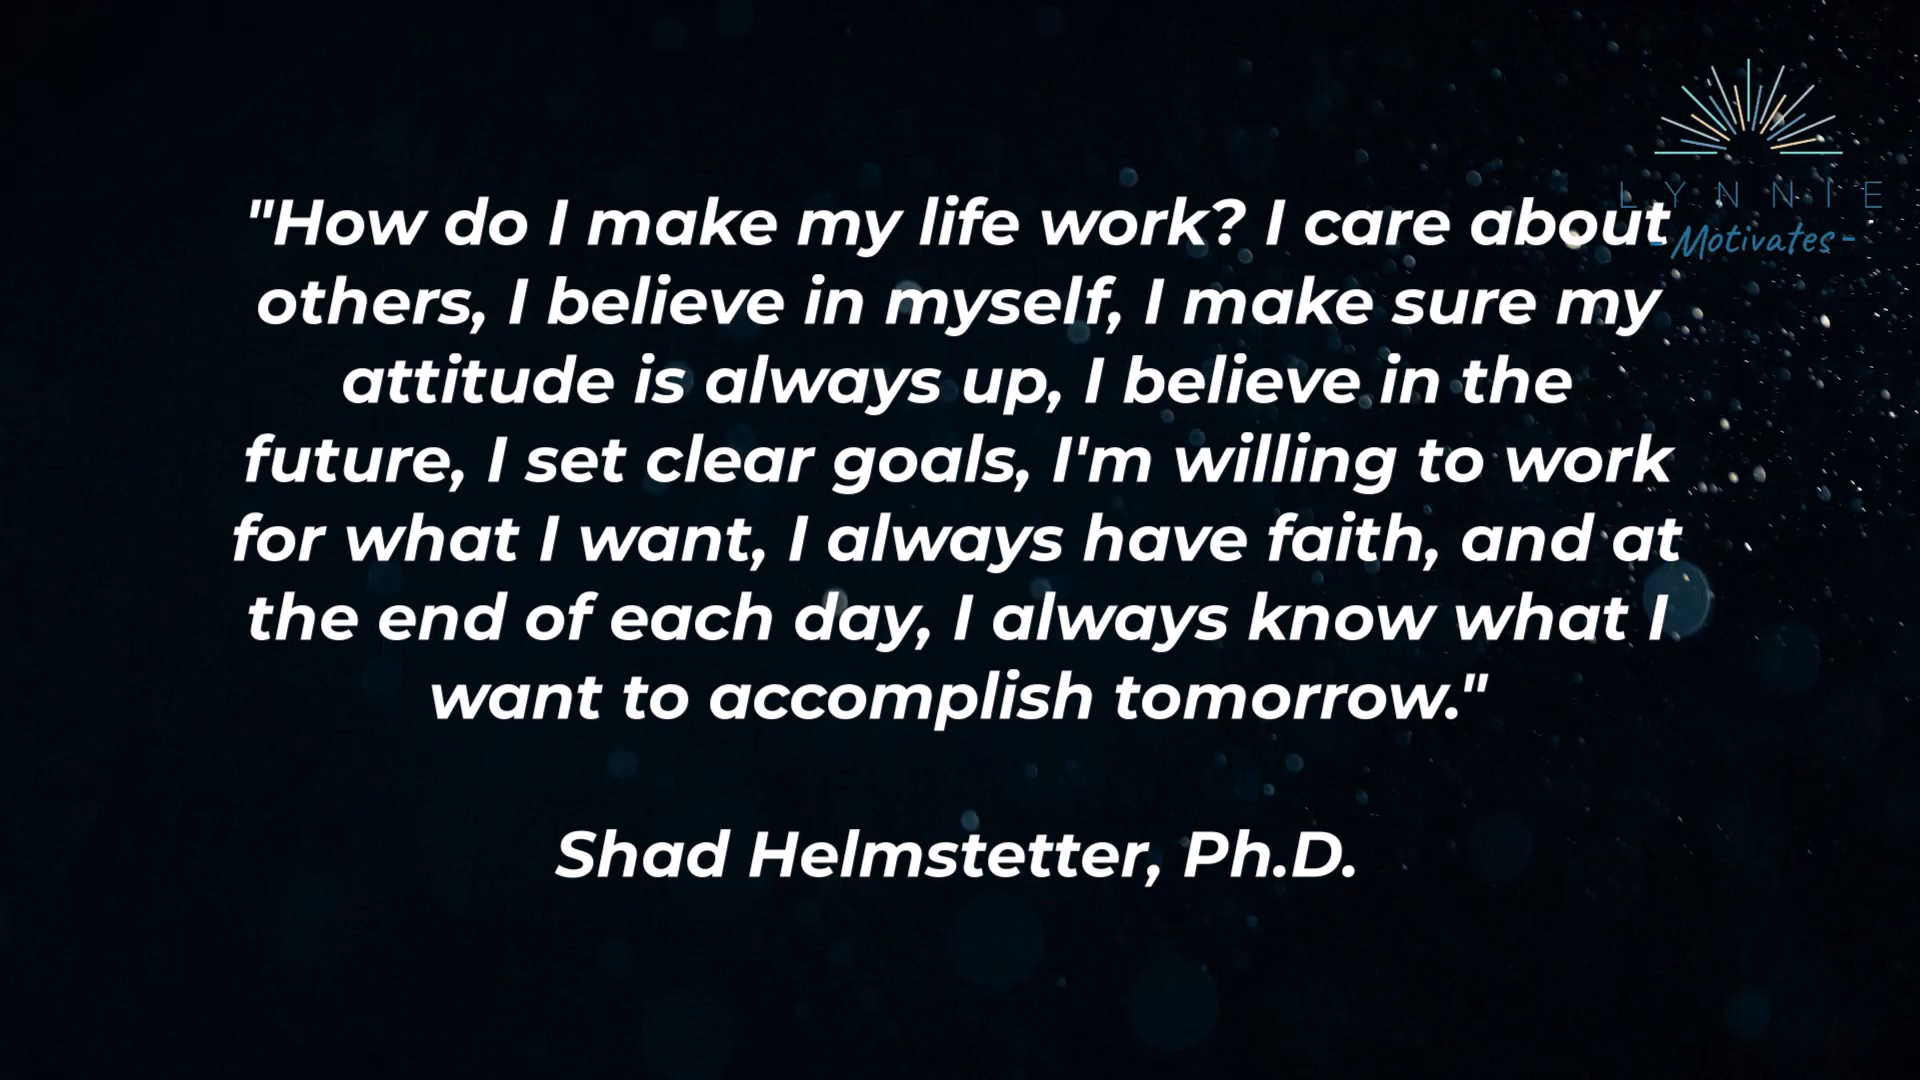 LYNNIE
- Motivates -
"How do I make my life work? I care about
others, I believe in myself, I make sure my
attitude is always up, I believe in the
future, I set clear goals, I'm willing to work
for what I want, I always have faith, and at
the end of each day, I always know what I
want to accomplish tomorrow."
Shad Helmstetter, Ph.D.